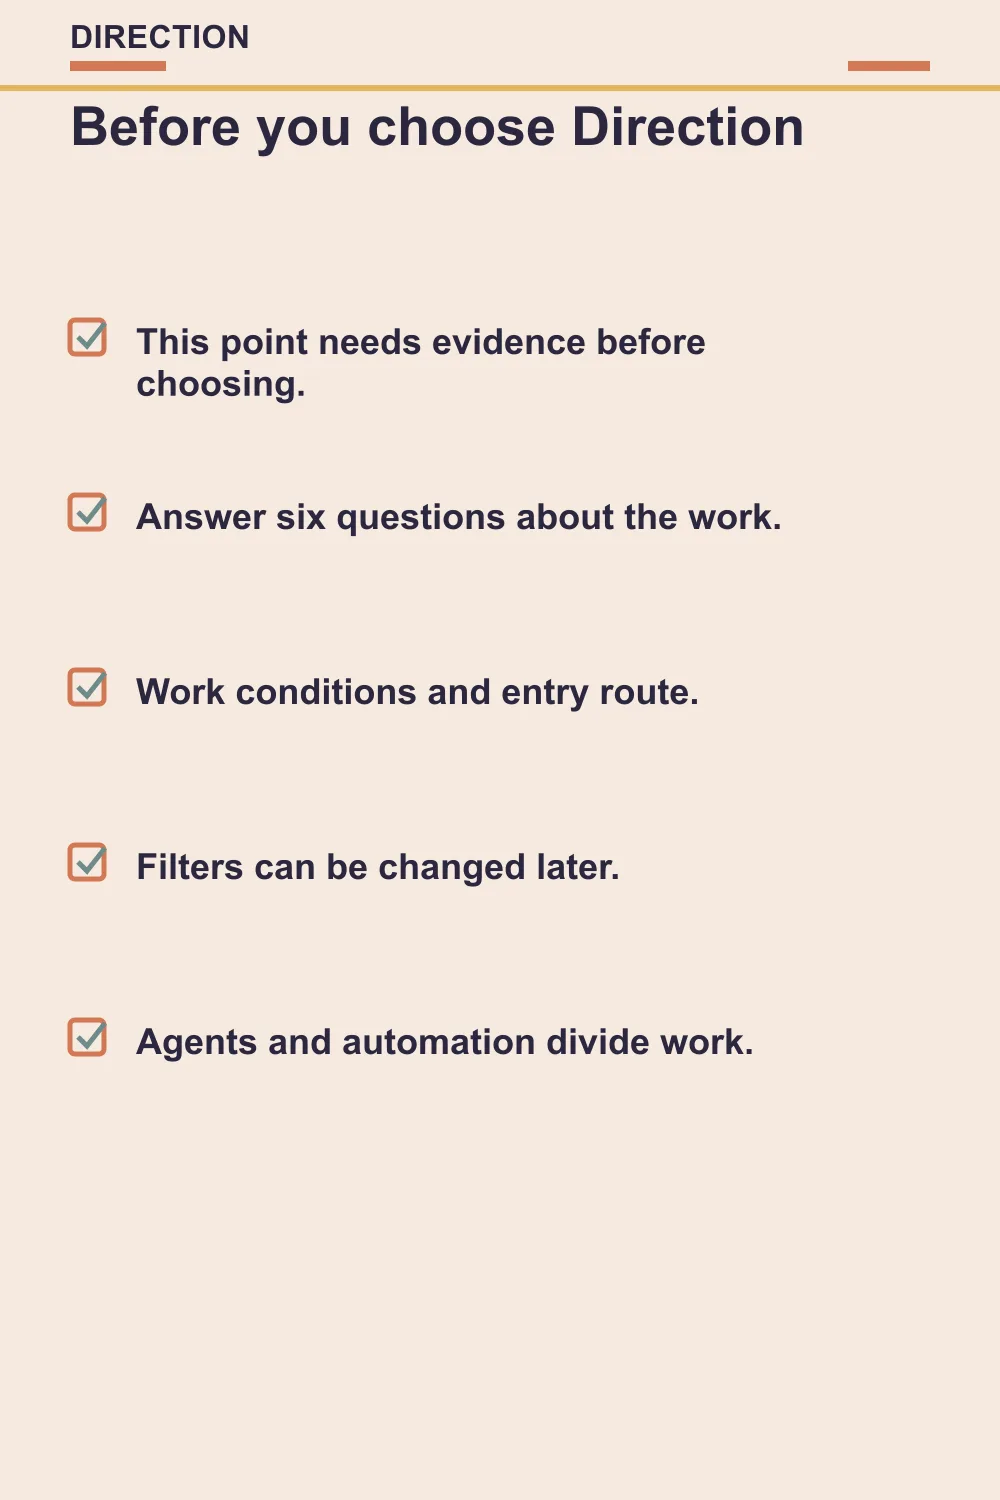 DIRECTION
Before you choose Direction
This point needs evidence before
choosing.
Answer six questions about the work.
Work conditions and entry route.
Filters can be changed later.
Agents and automation divide work.